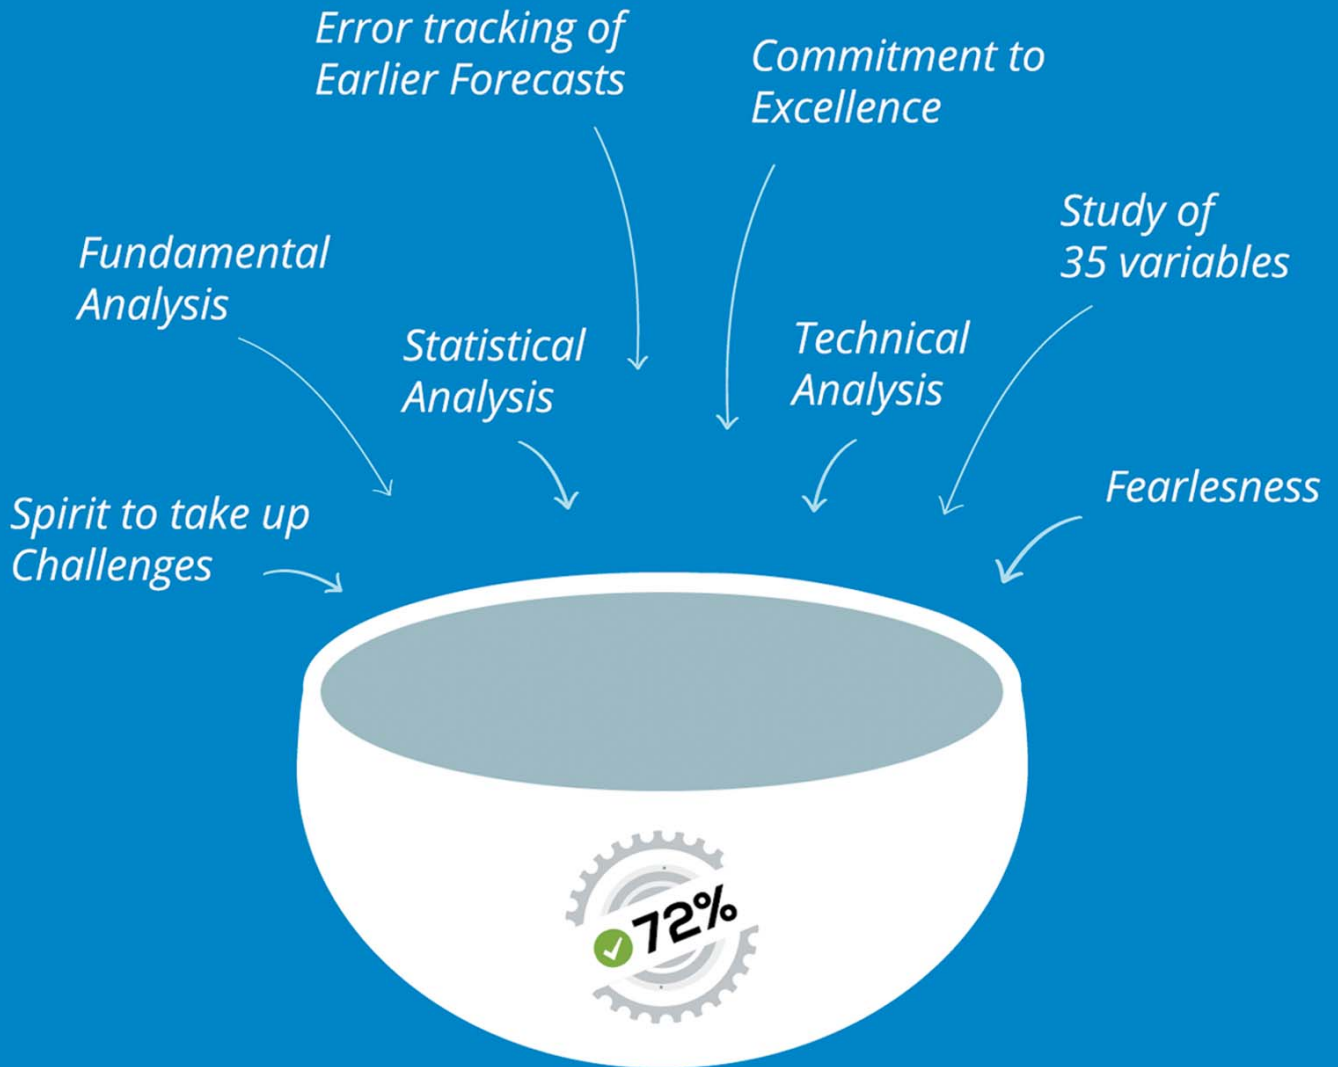 Error tracking of
Earlier Forecasts
Commitment to
Excellence
Study of
35 variables
Fundamental
Analysis
Statistical
Analysis
Technical
Analysis
Fearlesness
Spirit to take up
Challenges
72%